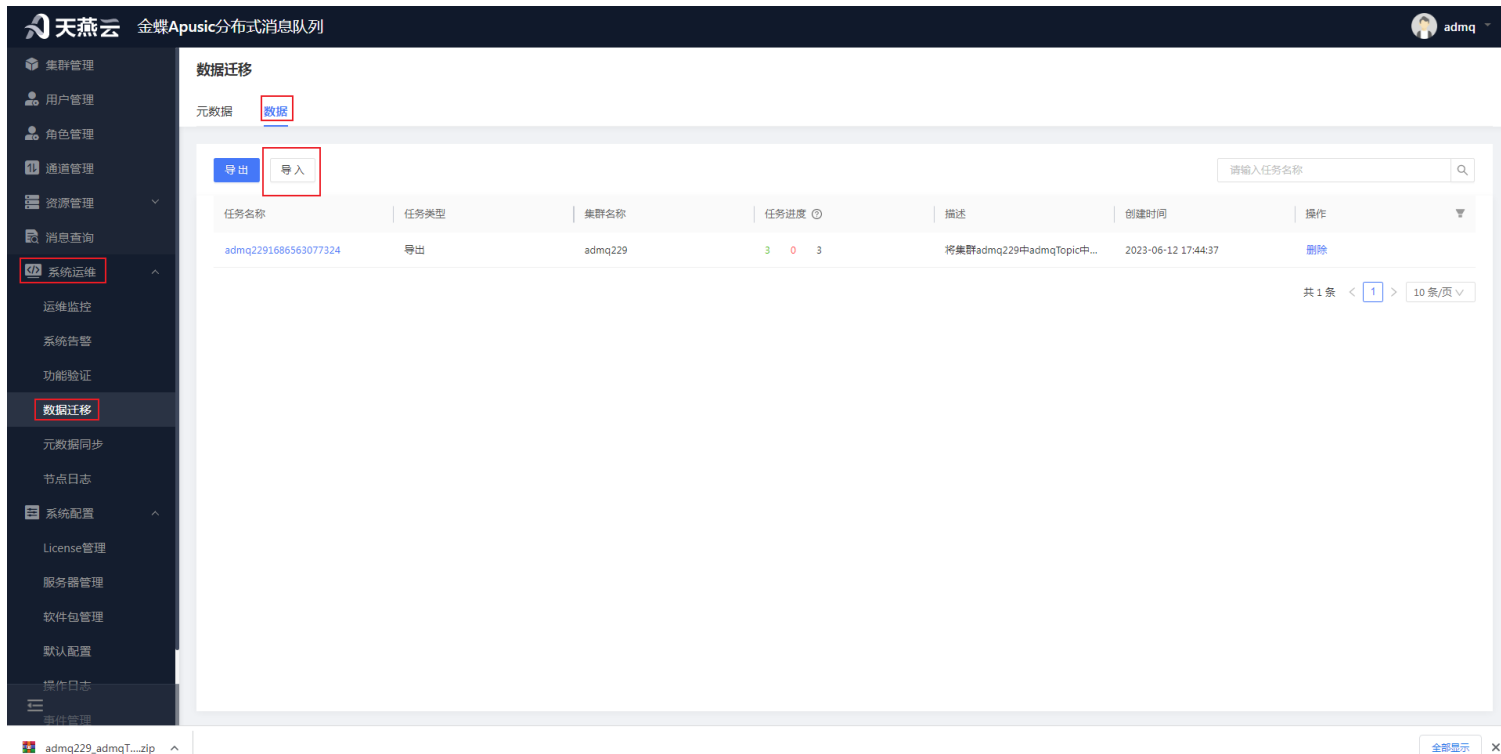 天燕云 金蝶Apusic分布式消息队列
admq
集群管理
用户管理
角色管理
通道管理
资源管理
消息查询
系统运维
运维监控
系统告警
功能验证
数据迁移
元数据同步
节点日志
系统配置
License管理
服务器管理
软件包管理
默认配置
操作日志
事件管理
数据迁移
元数据 数据
导出 导入
请输入任务名称
任务名称 任务类型 集群名称 任务进度 描述 创建时间 操作
admq2291686563077324 导出 admq229 3 0 3 将集群admq229中admqTopic中... 2023-06-12 17:44:37 删除
共 1 条 < 1 > 10 条/页
admq229_admqT....zip
全部显示